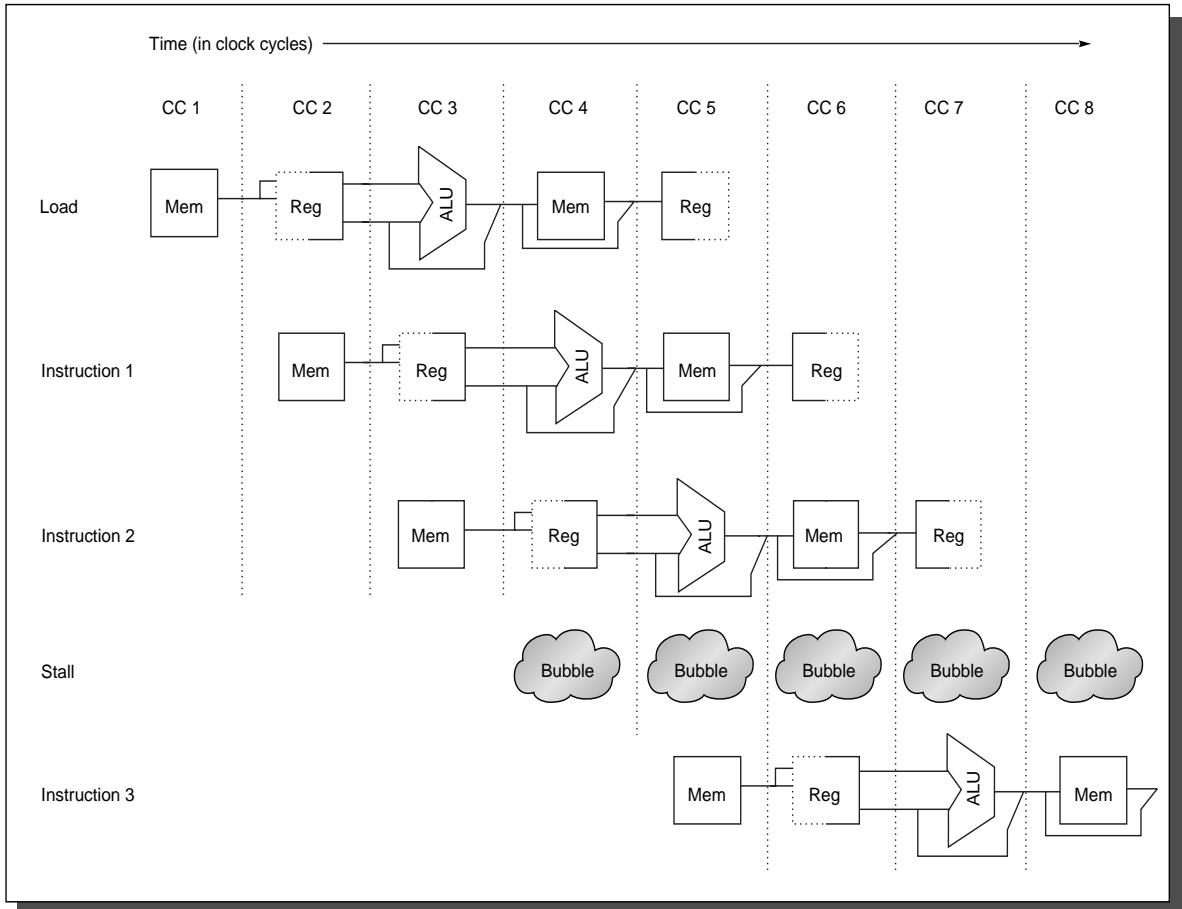 Time (in clock cycles)
CC 1 CC 2 CC 3 CC 4 CC 5 CC 6 CC 7 CC 8
Load Mem Reg ALU Mem Reg
Instruction 1 Mem Reg ALU Mem Reg
Instruction 2 Mem Reg ALU Mem Reg
Stall Bubble Bubble Bubble Bubble Bubble
Instruction 3 Mem Reg ALU Mem